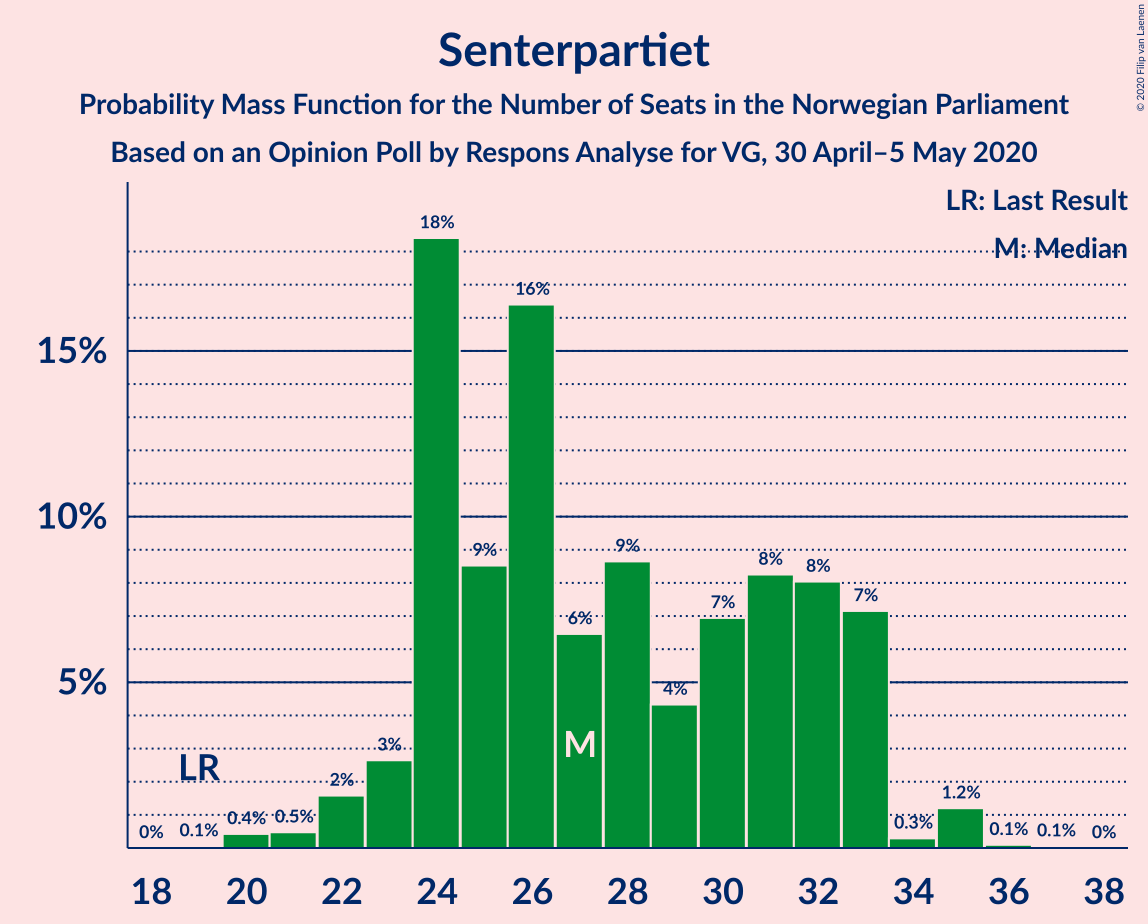 Senterpartiet
Probability Mass Function for the Number of Seats in the Norwegian Parliament
Based on an Opinion Poll by Respons Analyse for VG, 30 April–5 May 2020
© 2020 Filip van Laenen
LR: Last Result
M: Median
15%
10%
5%
0%
0.1%
0.4%
0.5%
2%
3%
18%
9%
16%
6%
9%
4%
7%
8%
8%
7%
0.3%
1.2%
0.1%
0.1%
0%
LR
M
18 20 22 24 26 28 30 32 34 36 38